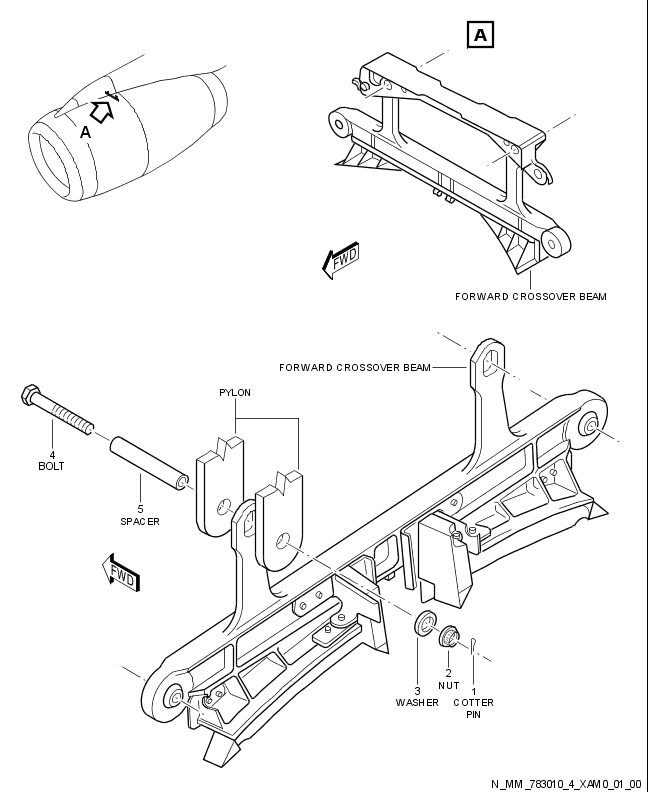 A
A
FWD
FORWARD CROSSOVER BEAM
FORWARD CROSSOVER BEAM
PYLON
4
BOLT
5
SPACER
FWD
3
WASHER
2
NUT
1
COTTER
PIN
N_MM_783010_4_XAM0_01_00